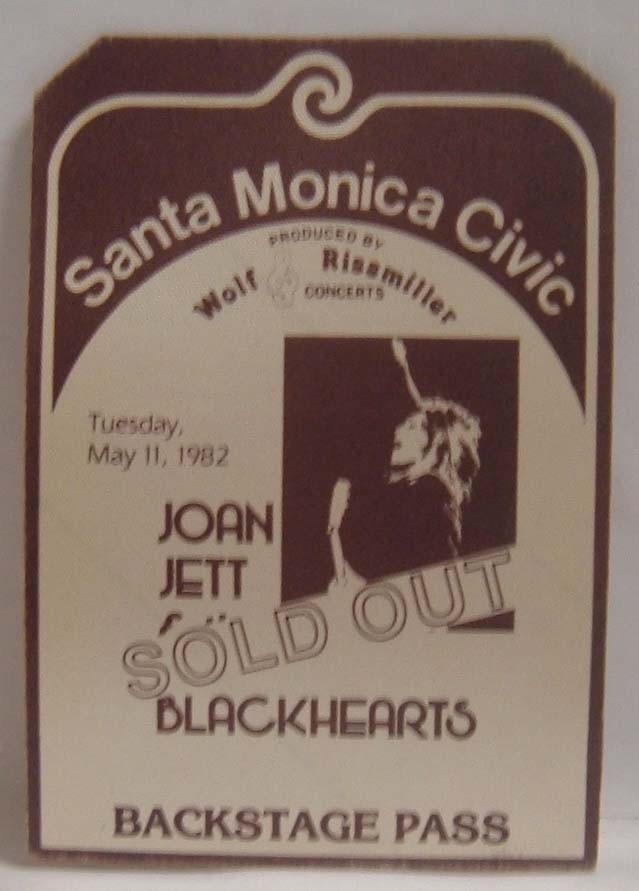 Santa Monica Civic
PRODUCED BY
Wolf Rissmiller
CONCERTS
Tuesday,
May 11, 1982
JOAN
JETT
SOLD OUT
BLACKHEARTS
BACKSTAGE PASS